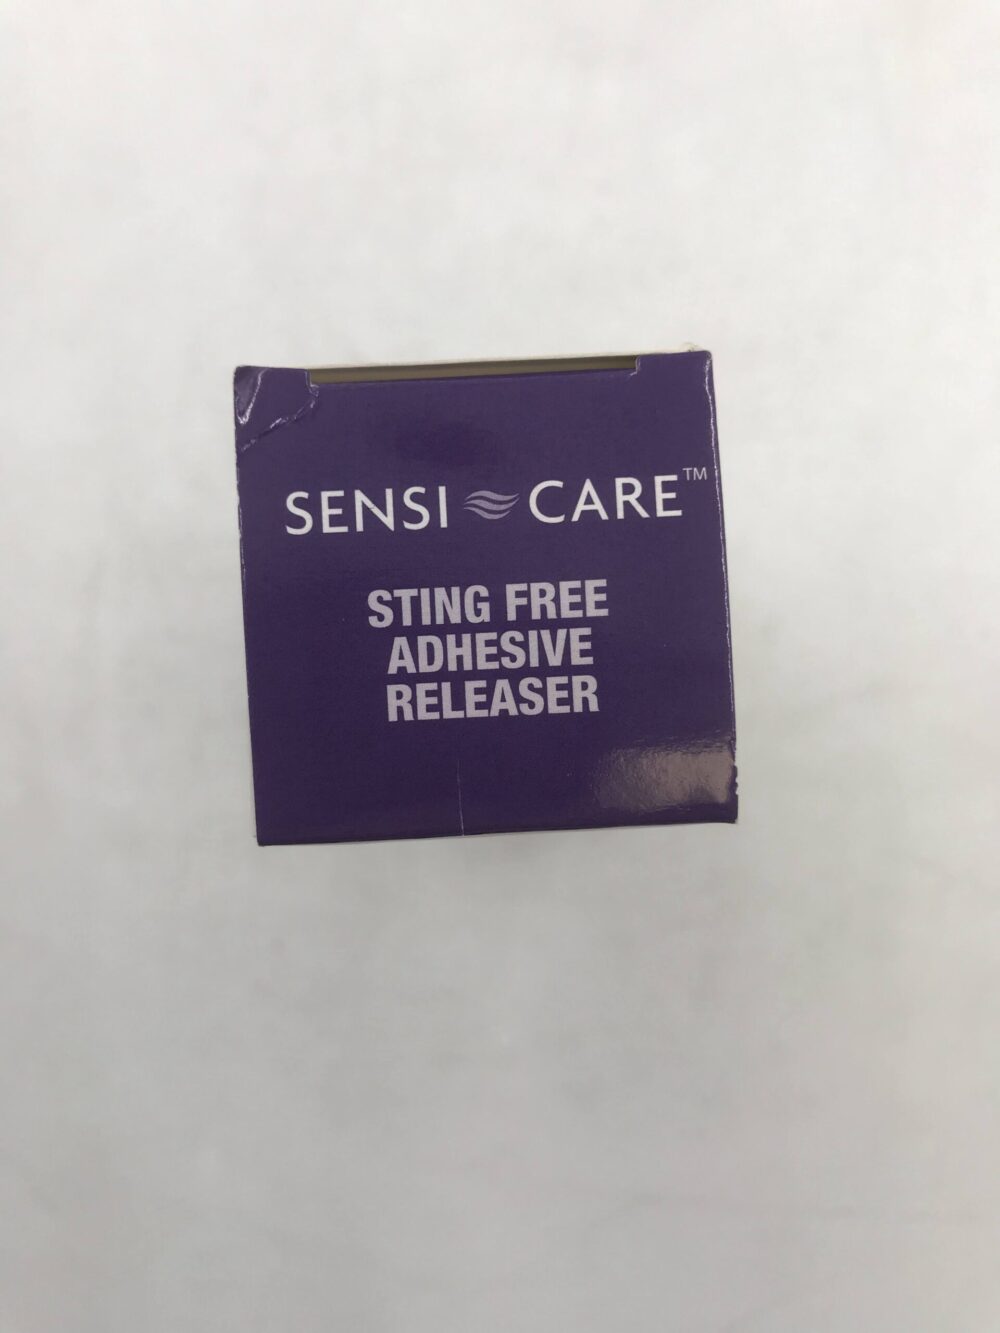 SENSI CARE™
STING FREE
ADHESIVE
RELEASER